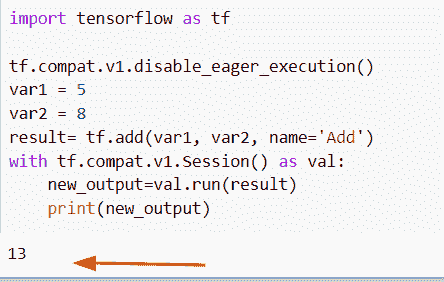 import tensorflow as tf
tf.compat.v1.disable_eager_execution()
var1 = 5
var2 = 8
result= tf.add(var1, var2, name='Add')
with tf.compat.v1.Session() as val:
    new_output=val.run(result)
    print(new_output)
13